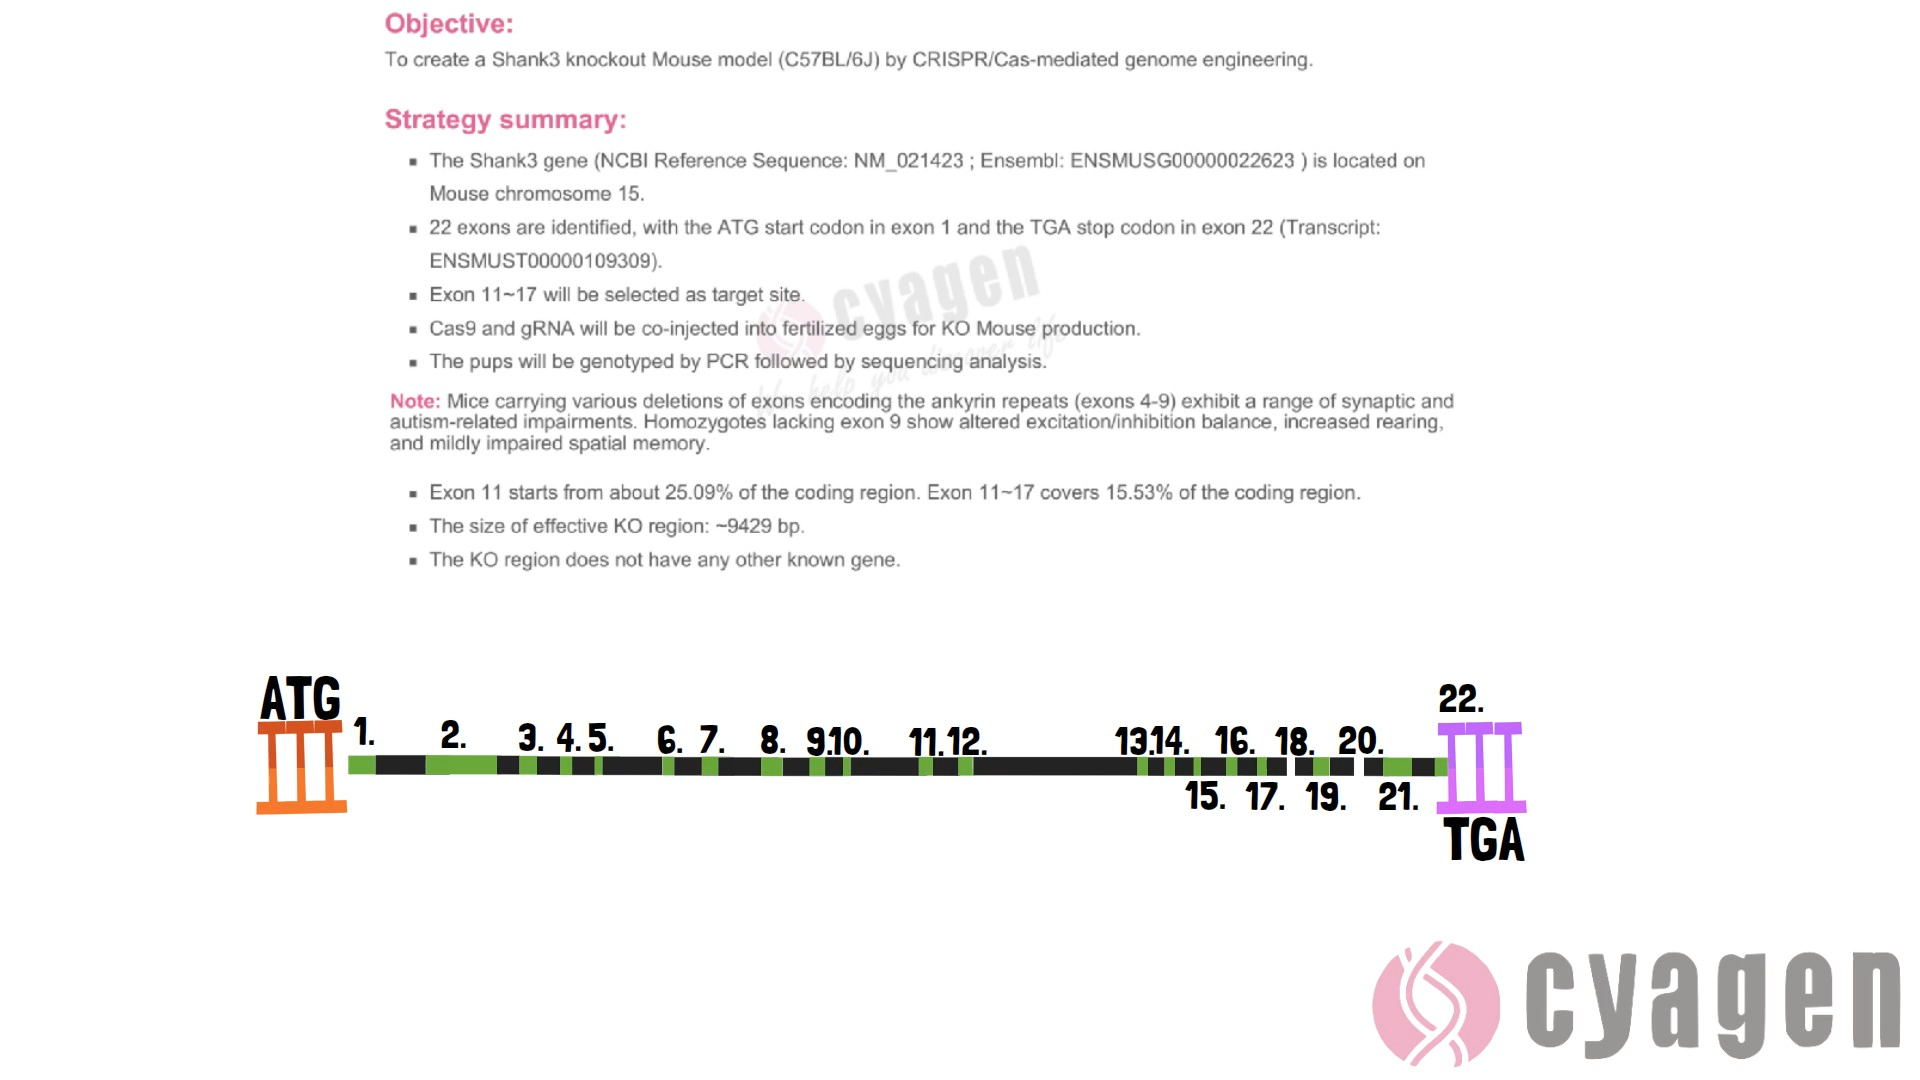 Objective:
To create a Shank3 knockout Mouse model (C57BL/6J) by CRISPR/Cas-mediated genome engineering.
Strategy summary:
▪ The Shank3 gene (NCBI Reference Sequence: NM_021423 ; Ensembl: ENSMUSG00000022623 ) is located on
Mouse chromosome 15.
▪ 22 exons are identified, with the ATG start codon in exon 1 and the TGA stop codon in exon 22 (Transcript:
ENSMUST00000109309).
▪ Exon 11~17 will be selected as target site.
▪ Cas9 and gRNA will be co-injected into fertilized eggs for KO Mouse production.
▪ The pups will be genotyped by PCR followed by sequencing analysis.
cyagen
We help you discover life
Note: Mice carrying various deletions of exons encoding the ankyrin repeats (exons 4-9) exhibit a range of synaptic and
autism-related impairments. Homozygotes lacking exon 9 show altered excitation/inhibition balance, increased rearing,
and mildly impaired spatial memory.
▪ Exon 11 starts from about 25.09% of the coding region. Exon 11~17 covers 15.53% of the coding region.
▪ The size of effective KO region: ~9429 bp.
▪ The KO region does not have any other known gene.
ATG
1. 2. 3. 4. 5. 6. 7. 8. 9. 10. 11. 12. 13. 14. 16. 18. 20. 22.
15. 17. 19. 21.
TGA
cyagen